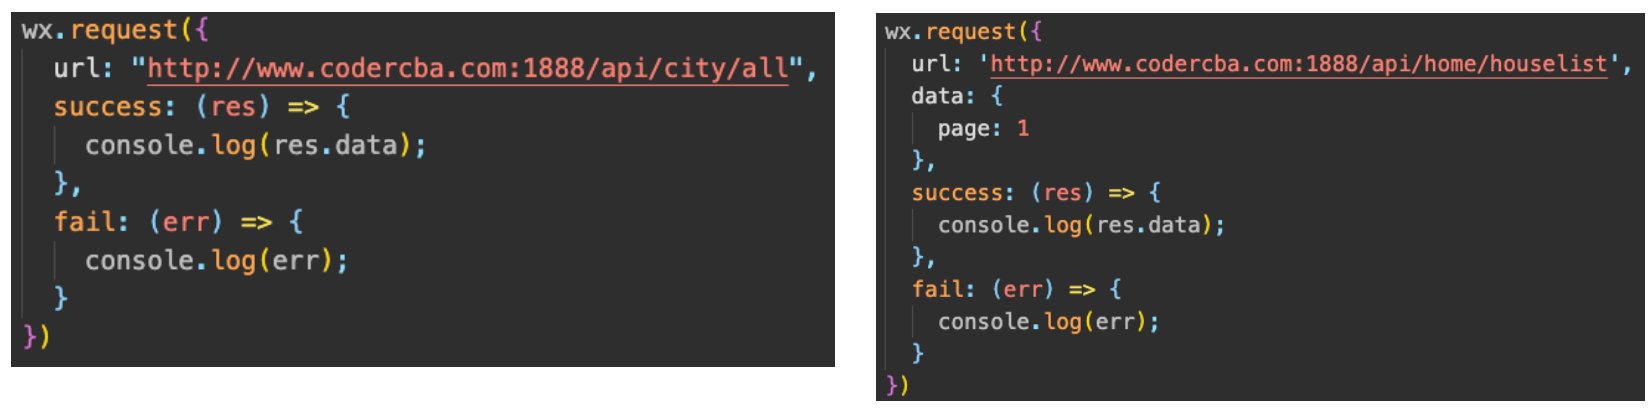 wx.request({
  url: "http://www.codercba.com:1888/api/city/all",
  success: (res) => {
    console.log(res.data);
  },
  fail: (err) => {
    console.log(err);
  }
})
wx.request({
  url: 'http://www.codercba.com:1888/api/home/houselist',
  data: {
    page: 1
  },
  success: (res) => {
    console.log(res.data);
  },
  fail: (err) => {
    console.log(err);
  }
})